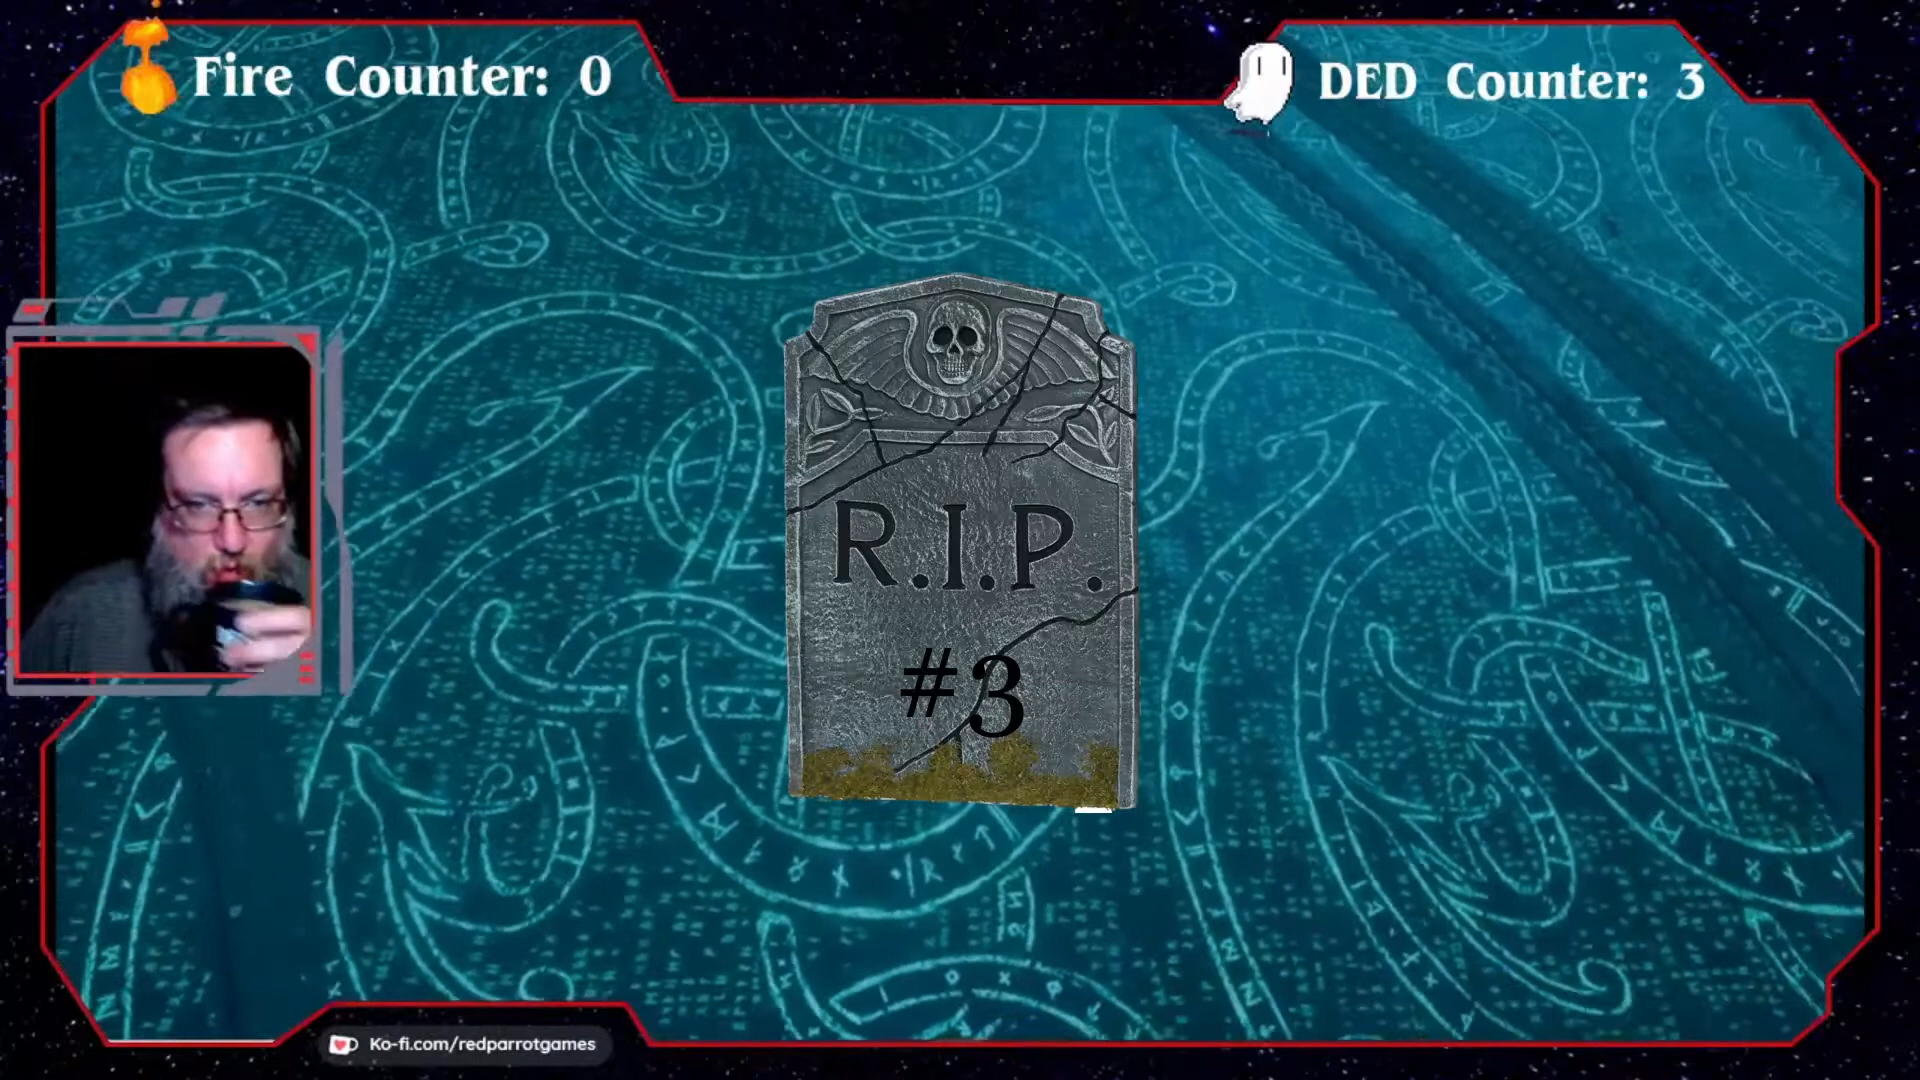 Fire Counter: 0
DED Counter: 3
R.I.P.
#3
Ko-fi.com/redparrotgames